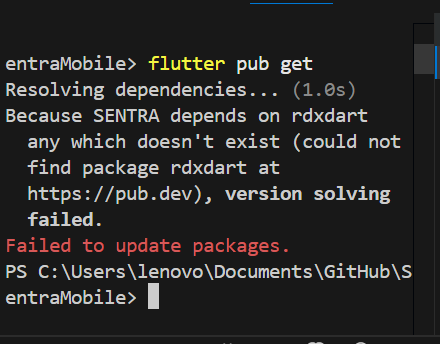 entraMobile> flutter pub get
Resolving dependencies... (1.0s)
Because SENTRA depends on rdxdart
any which doesn't exist (could not
find package rdxdart at
https://pub.dev), version solving
failed.
Failed to update packages.
PS C:\Users\lenovo\Documents\GitHub\S
entraMobile>